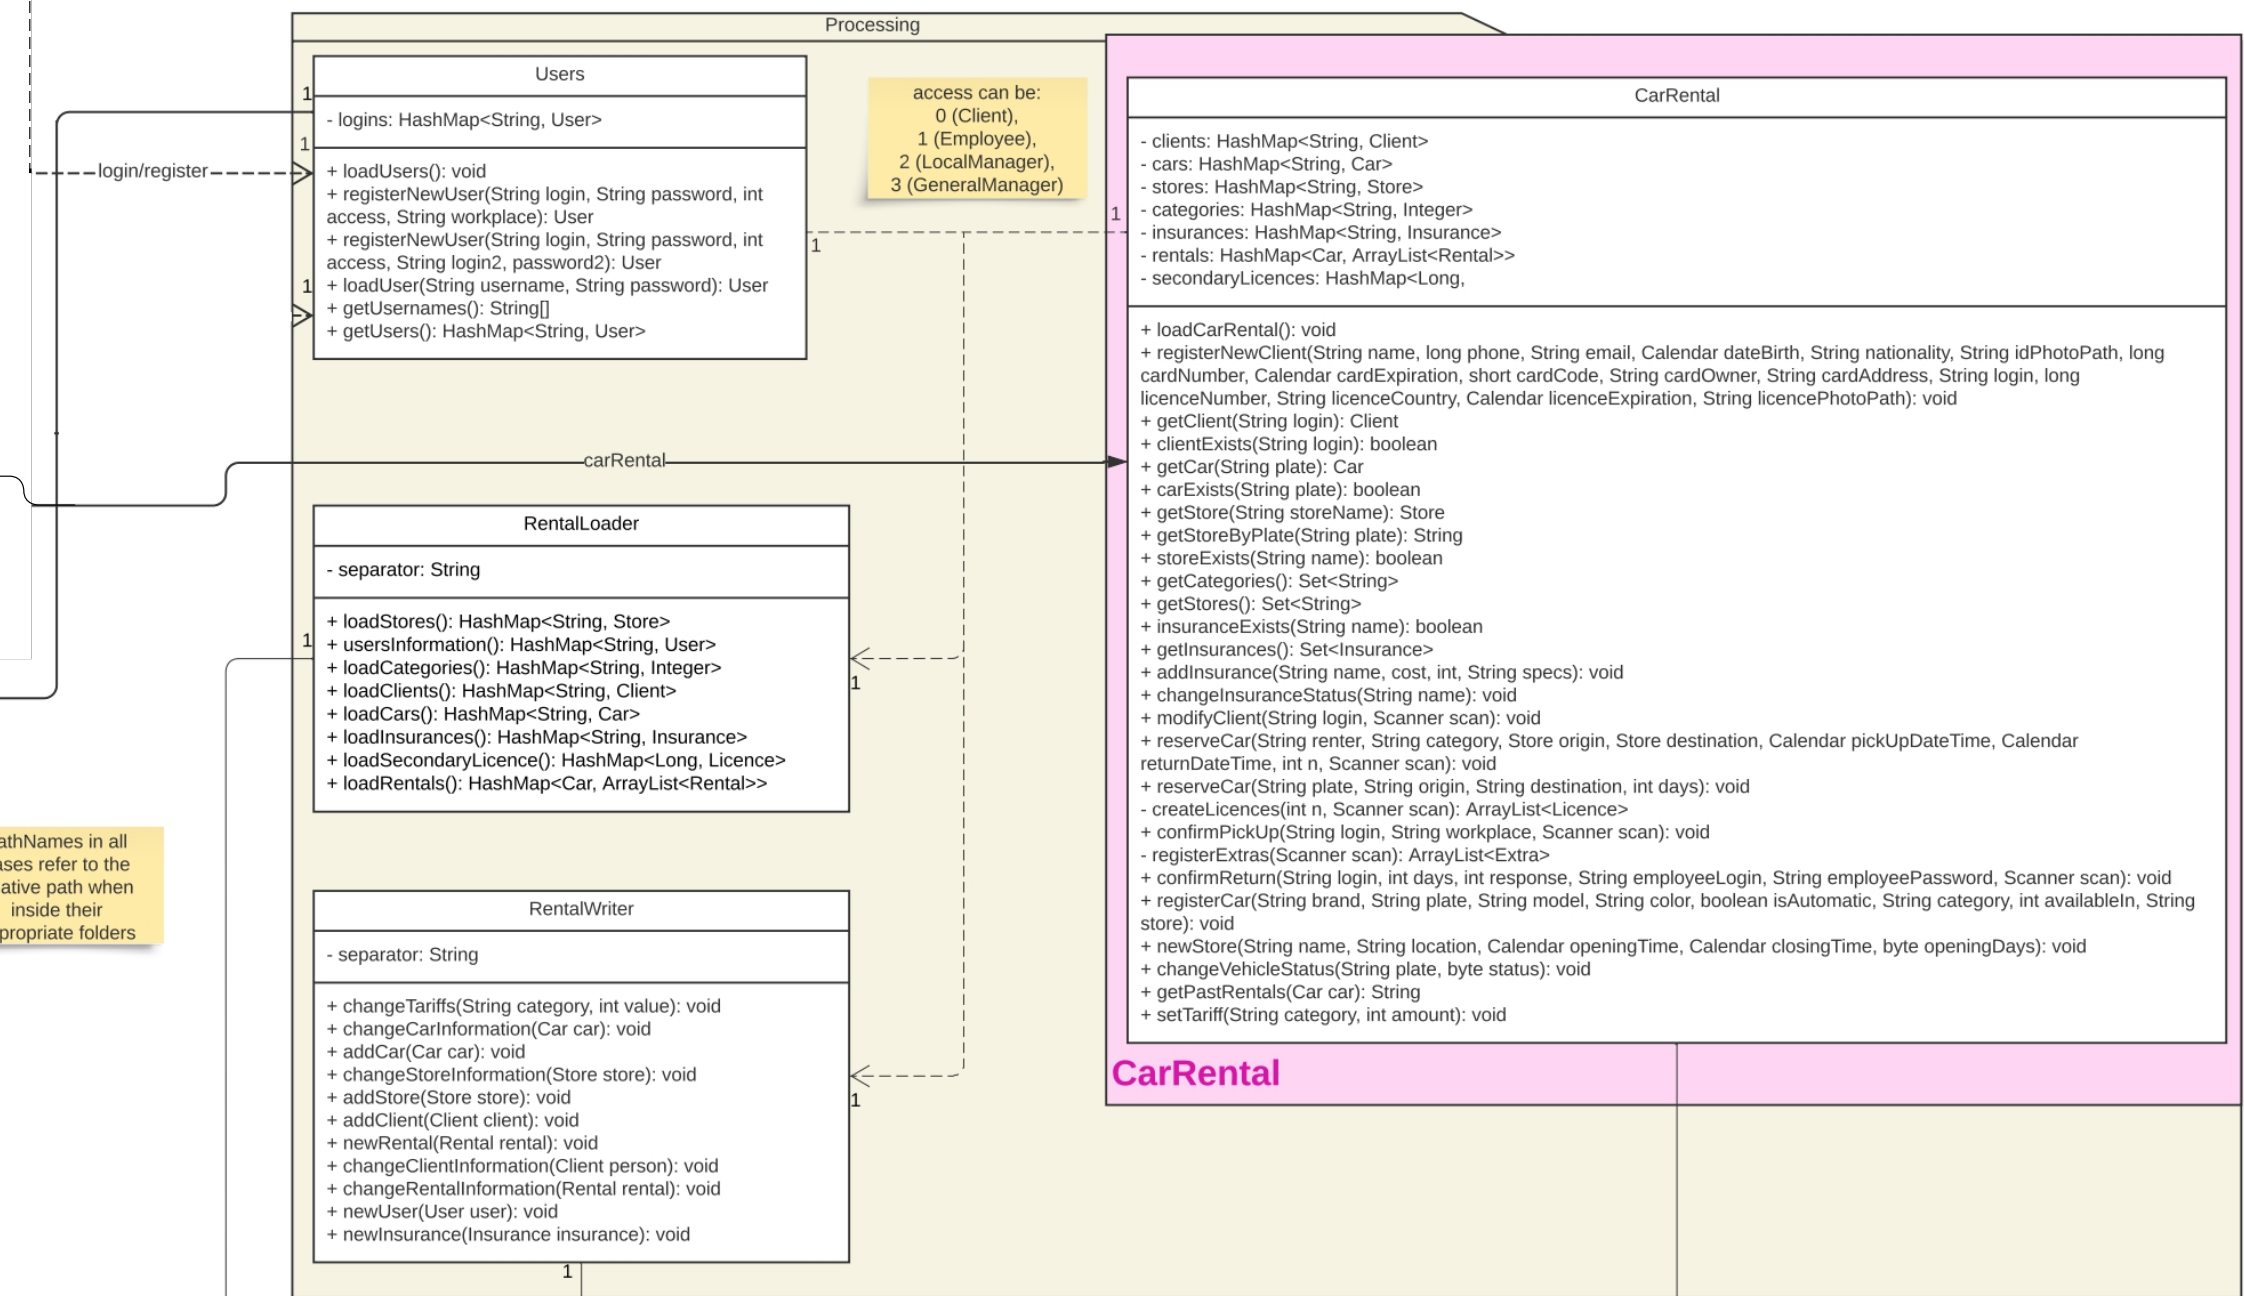 Processing
Users
1
- logins: HashMap<String, User>
1
login/register
+ loadUsers(): void
+ registerNewUser(String login, String password, int
access, String workplace): User
+ registerNewUser(String login, String password, int
access, String login2, password2): User
1
+ loadUser(String username, String password): User
+ getUsernames(): String[]
+ getUsers(): HashMap<String, User>
1
access can be:
0 (Client),
1 (Employee),
2 (LocalManager),
3 (GeneralManager)
1
carRental
RentalLoader
- separator: String
1
+ loadStores(): HashMap<String, Store>
+ usersInformation(): HashMap<String, User>
+ loadCategories(): HashMap<String, Integer>
+ loadClients(): HashMap<String, Client>
+ loadCars(): HashMap<String, Car>
+ loadInsurances(): HashMap<String, Insurance>
+ loadSecondaryLicence(): HashMap<Long, Licence>
+ loadRentals(): HashMap<Car, ArrayList<Rental>>
1
athNames in all
ases refer to the
ative path when
inside their
propriate folders
RentalWriter
- separator: String
+ changeTariffs(String category, int value): void
+ changeCarInformation(Car car): void
+ addCar(Car car): void
+ changeStoreInformation(Store store): void
+ addStore(Store store): void
+ addClient(Client client): void
+ newRental(Rental rental): void
+ changeClientInformation(Client person): void
+ changeRentalInformation(Rental rental): void
+ newUser(User user): void
+ newInsurance(Insurance insurance): void
1
1
CarRental
- clients: HashMap<String, Client>
- cars: HashMap<String, Car>
- stores: HashMap<String, Store>
- categories: HashMap<String, Integer>
- insurances: HashMap<String, Insurance>
- rentals: HashMap<Car, ArrayList<Rental>>
- secondaryLicences: HashMap<Long,
+ loadCarRental(): void
+ registerNewClient(String name, long phone, String email, Calendar dateBirth, String nationality, String idPhotoPath, long
cardNumber, Calendar cardExpiration, short cardCode, String cardOwner, String cardAddress, String login, long
licenceNumber, String licenceCountry, Calendar licenceExpiration, String licencePhotoPath): void
+ getClient(String login): Client
+ clientExists(String login): boolean
+ getCar(String plate): Car
+ carExists(String plate): boolean
+ getStore(String storeName): Store
+ getStoreByPlate(String plate): String
+ storeExists(String name): boolean
+ getCategories(): Set<String>
+ getStores(): Set<String>
+ insuranceExists(String name): boolean
+ getInsurances(): Set<Insurance>
+ addInsurance(String name, cost, int, String specs): void
+ changeInsuranceStatus(String name): void
+ modifyClient(String login, Scanner scan): void
+ reserveCar(String renter, String category, Store origin, Store destination, Calendar pickUpDateTime, Calendar
returnDateTime, int n, Scanner scan): void
+ reserveCar(String plate, String origin, String destination, int days): void
- createLicences(int n, Scanner scan): ArrayList<Licence>
+ confirmPickUp(String login, String workplace, Scanner scan): void
- registerExtras(Scanner scan): ArrayList<Extra>
+ confirmReturn(String login, int days, int response, String employeeLogin, String employeePassword, Scanner scan): void
+ registerCar(String brand, String plate, String model, String color, boolean isAutomatic, String category, int availableIn, String
store): void
+ newStore(String name, String location, Calendar openingTime, Calendar closingTime, byte openingDays): void
+ changeVehicleStatus(String plate, byte status): void
+ getPastRentals(Car car): String
+ setTariff(String category, int amount): void
CarRental